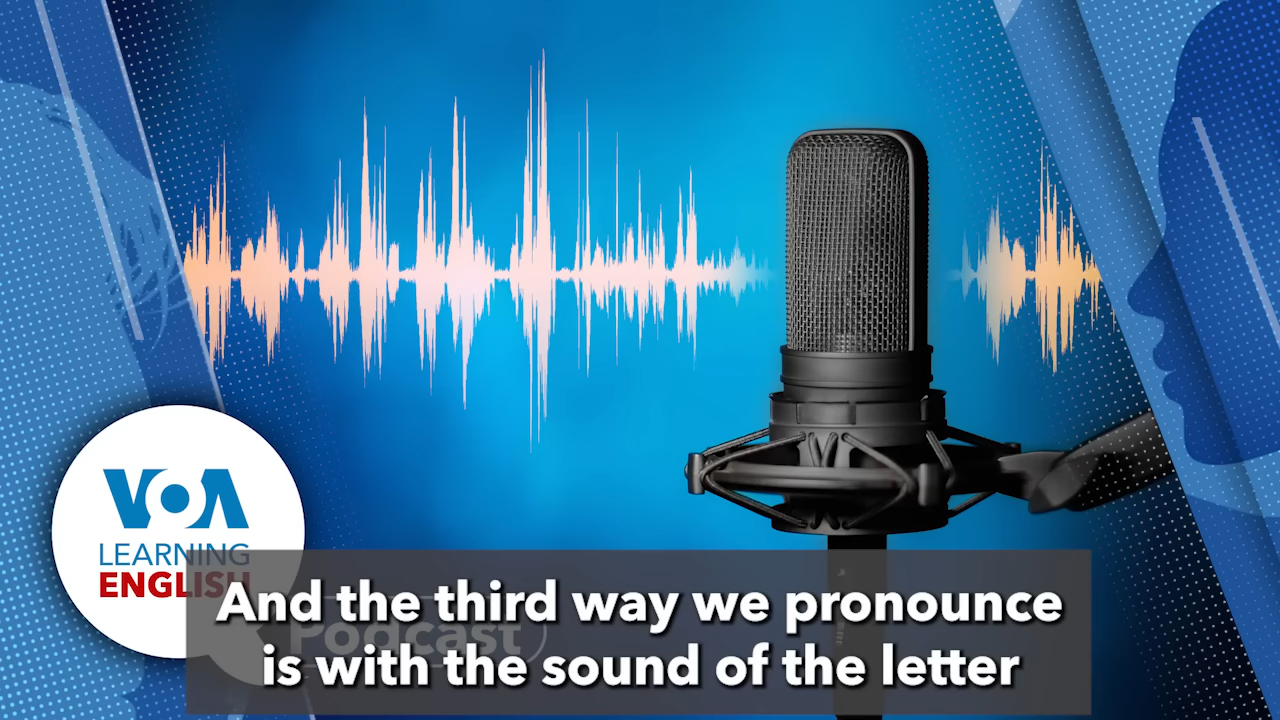 VOA
LEARNING
ENGLISH
Podcast
And the third way we pronounce
is with the sound of the letter